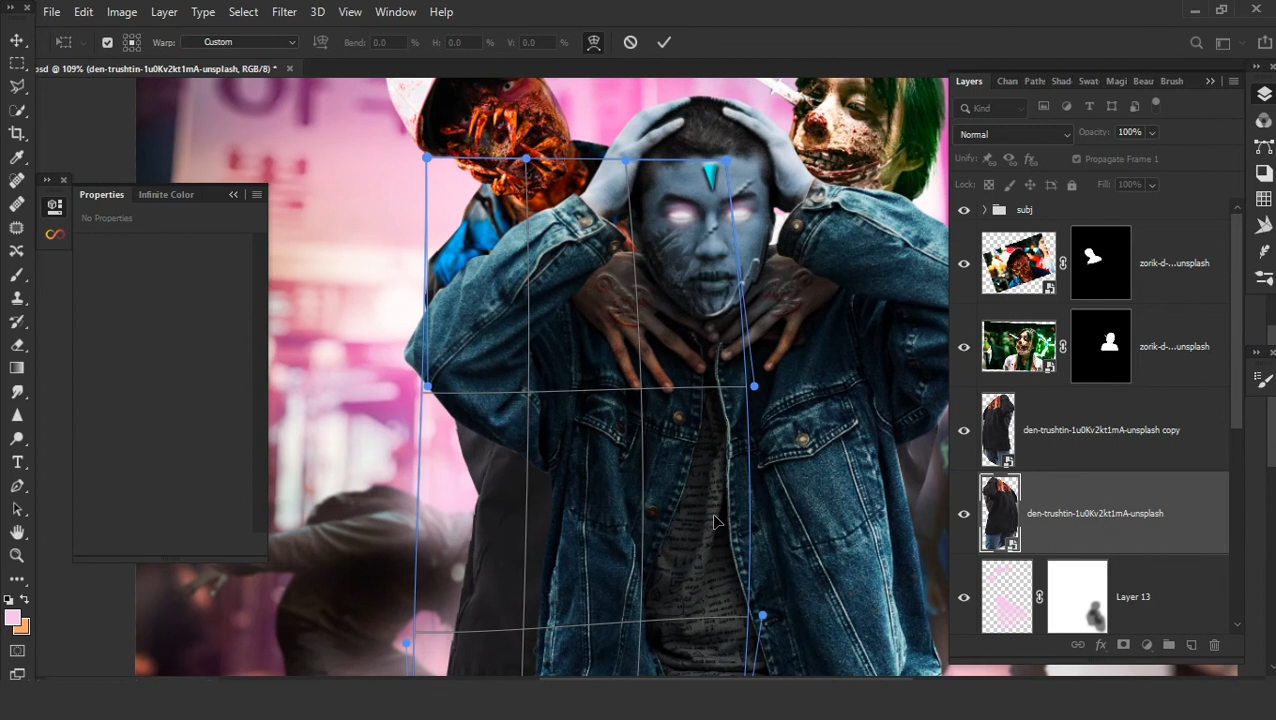 File Edit Image Layer Type Select Filter 3D View Window Help
Warp: Custom Bend: 0.0 % H: 0.0 % V: 0.0 %
psd @ 109% (den-trushtin-1u0Kv2kt1mA-unsplash, RGB/8) *
Properties Infinite Color
No Properties
Layers Chan Path Shad Swat Magi Beau Brush
Kind
Normal Opacity: 100%
Unify: Propagate Frame 1
Lock: Fill: 100%
subj
zorik-d-...unsplash
zorik-d-...unsplash
den-trushtin-1u0Kv2kt1mA-unsplash copy
den-trushtin-1u0Kv2kt1mA-unsplash
Layer 13